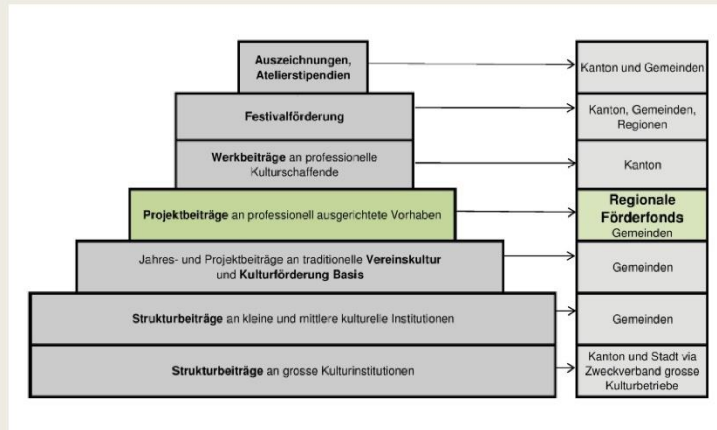 Auszeichnungen,
Atelierstipendien
Kanton und Gemeinden
Festivalförderung
Kanton, Gemeinden,
Regionen
Werkbeiträge an professionelle
Kulturschaffende
Kanton
Projektbeiträge an professionell ausgerichtete Vorhaben
Regionale
Förderfonds
Gemeinden
Jahres- und Projektbeiträge an traditionelle Vereinskultur
und Kulturförderung Basis
Gemeinden
Strukturbeiträge an kleine und mittlere kulturelle Institutionen
Gemeinden
Strukturbeiträge an grosse Kulturinstitutionen
Kanton und Stadt via
Zweckverband grosse
Kulturbetriebe